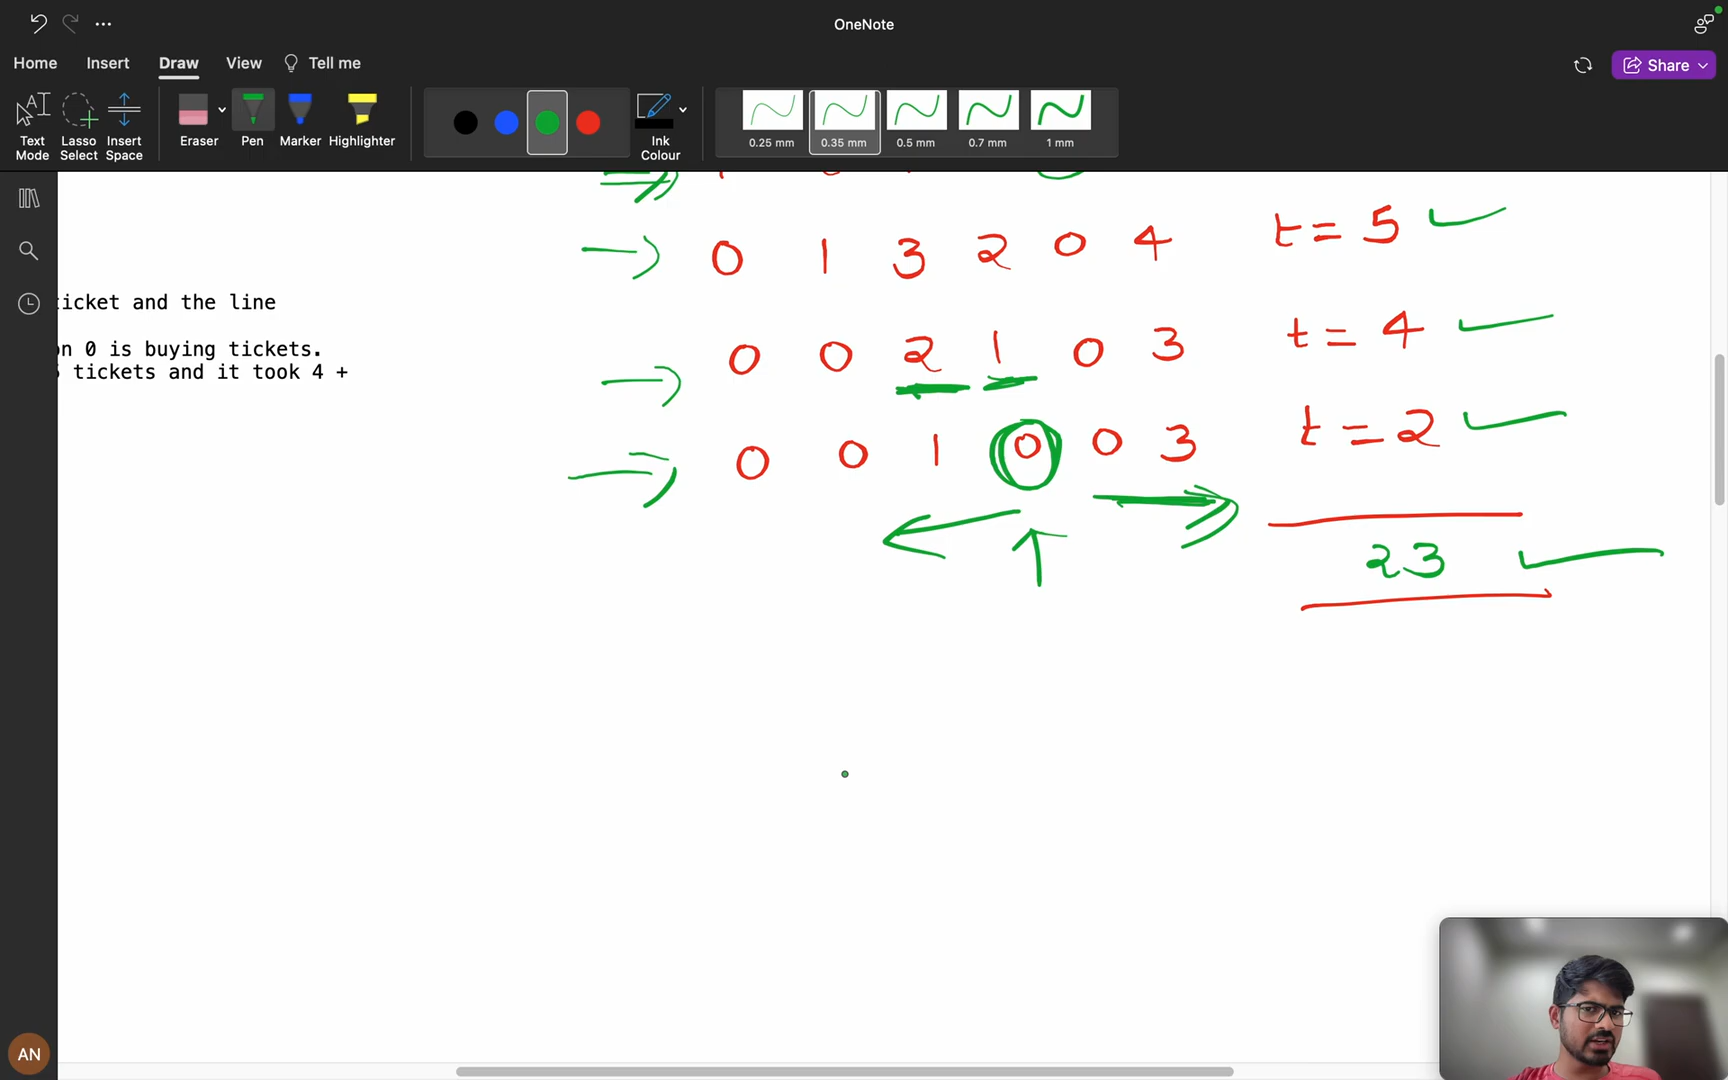 OneNote
Home Insert Draw View Tell me
Share
Text Mode
Lasso Select
Insert Space
Eraser
Pen
Marker
Highlighter
Ink Colour
0.25 mm
0.35 mm
0.5 mm
0.7 mm
1 mm
0 1 3 2 0 4 t = 5
icket and the line
0 0 2 1 0 3 t = 4
on 0 is buying tickets.
tickets and it took 4 +
0 0 1 0 0 3 t = 2
23
AN